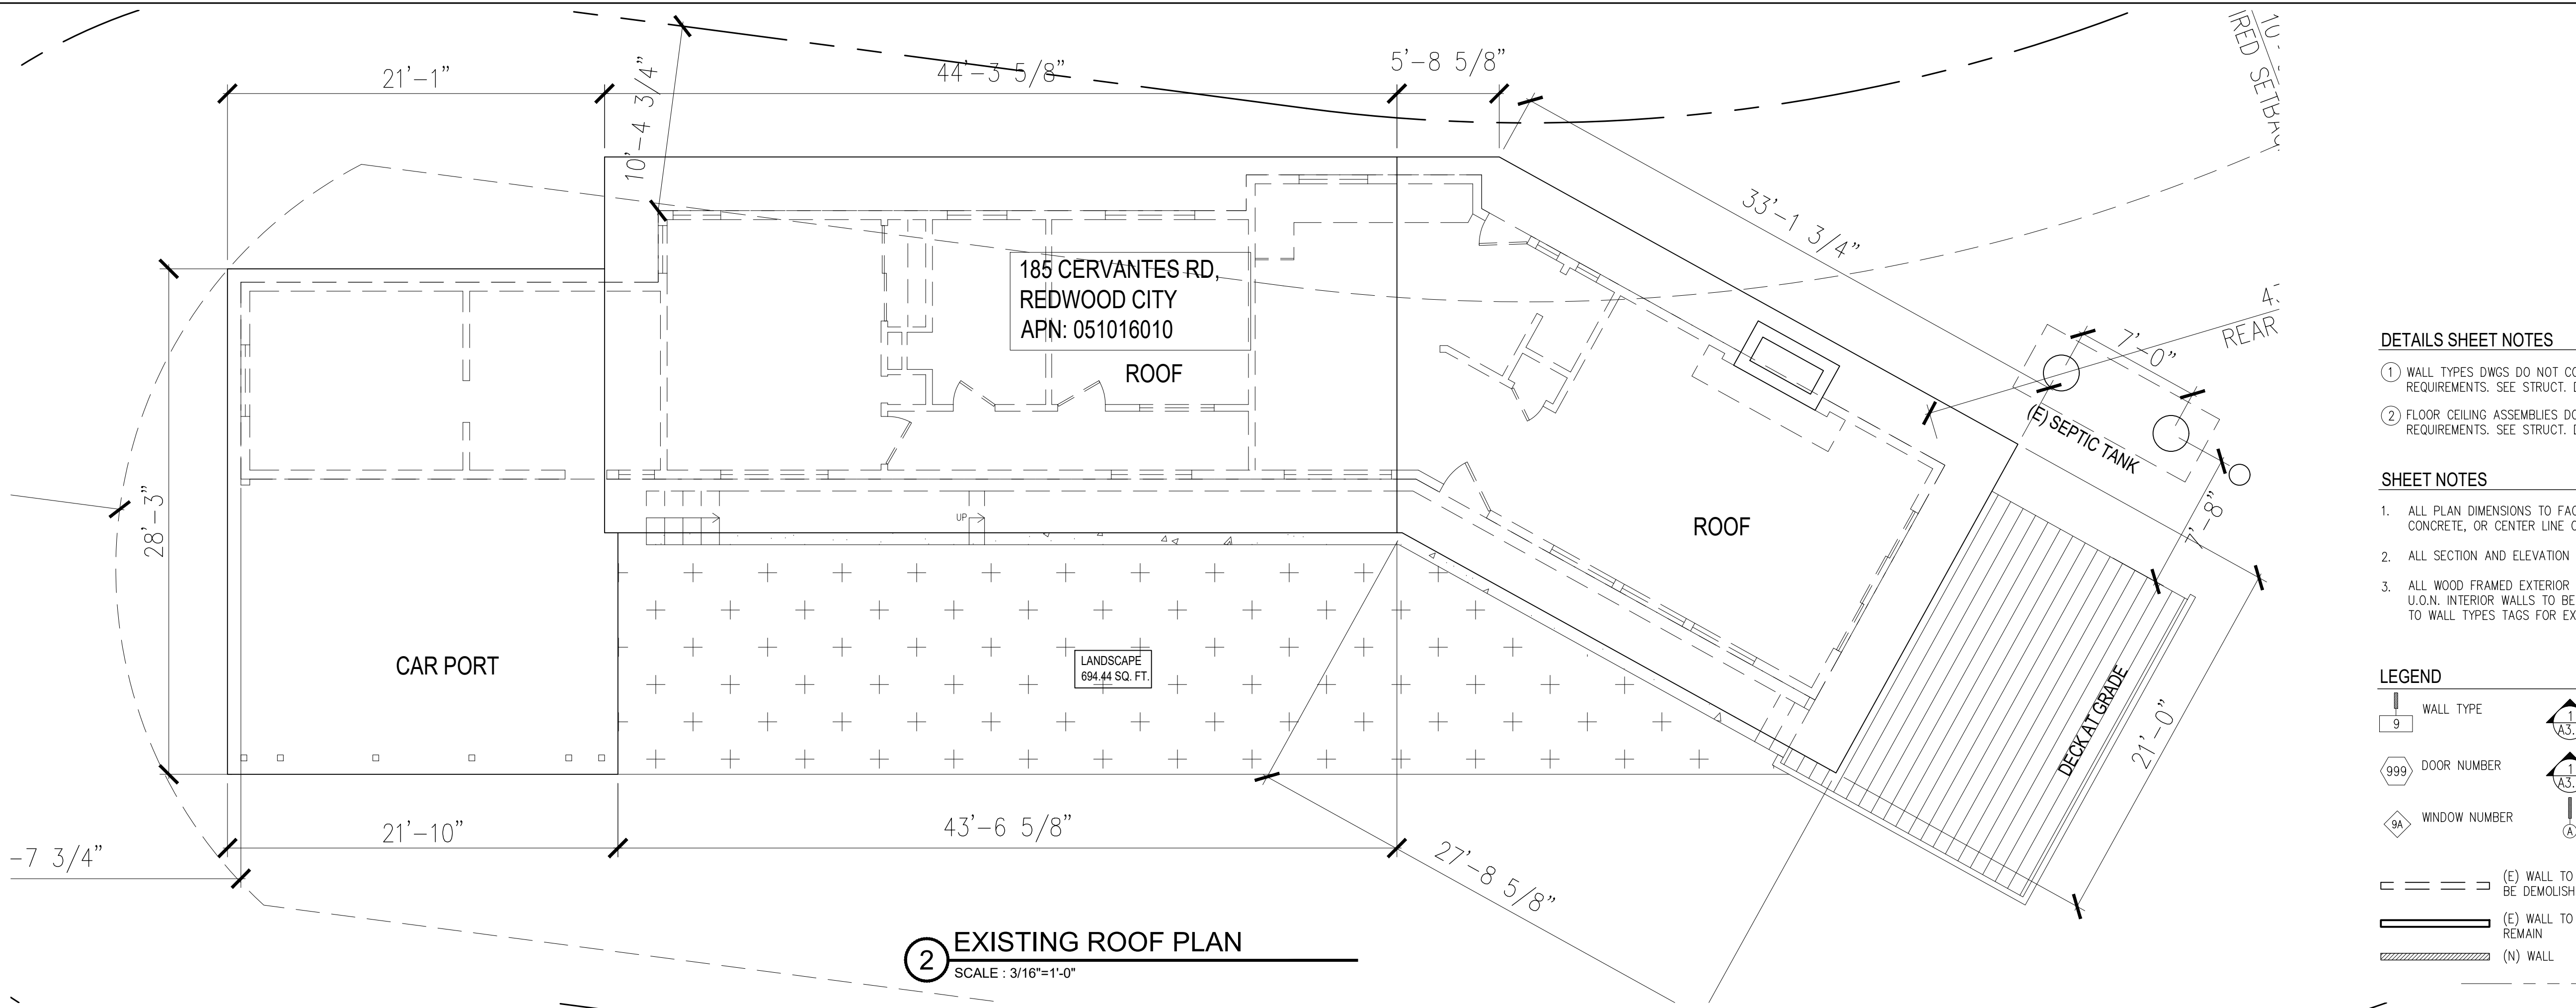 21'-1"
44'-3 5/8"
5'-8 5/8"
10'-4 3/4"
33'-1 3/4"
185 CERVANTES RD,
REDWOOD CITY
APN: 051016010
ROOF
ROOF
UP
CAR PORT
LANDSCAPE
694.44 SQ. FT.
28'-3"
7'-0"
REAR
(E) SEPTIC TANK
7'-8"
DECK AT GRADE
21'-0"
21'-10"
43'-6 5/8"
27'-8 5/8"
-7 3/4"
2
EXISTING ROOF PLAN
SCALE : 3/16"=1'-0"
DETAILS SHEET NOTES
1 WALL TYPES DWGS DO NOT
REQUIREMENTS. SEE STRUCT.
2 FLOOR CEILING ASSEMBLIES
REQUIREMENTS. SEE STRUCT.
SHEET NOTES
1. ALL PLAN DIMENSIONS TO
CONCRETE, OR CENTER LINE
2. ALL SECTION AND ELEVATION
3. ALL WOOD FRAMED EXTERIOR
U.O.N. INTERIOR WALLS TO BE
TO WALL TYPES TAGS FOR
LEGEND
9 WALL TYPE
1
A3.
999 DOOR NUMBER
1
A3.
9A WINDOW NUMBER
A
(E) WALL TO
BE DEMOLISH
(E) WALL TO
REMAIN
(N) WALL